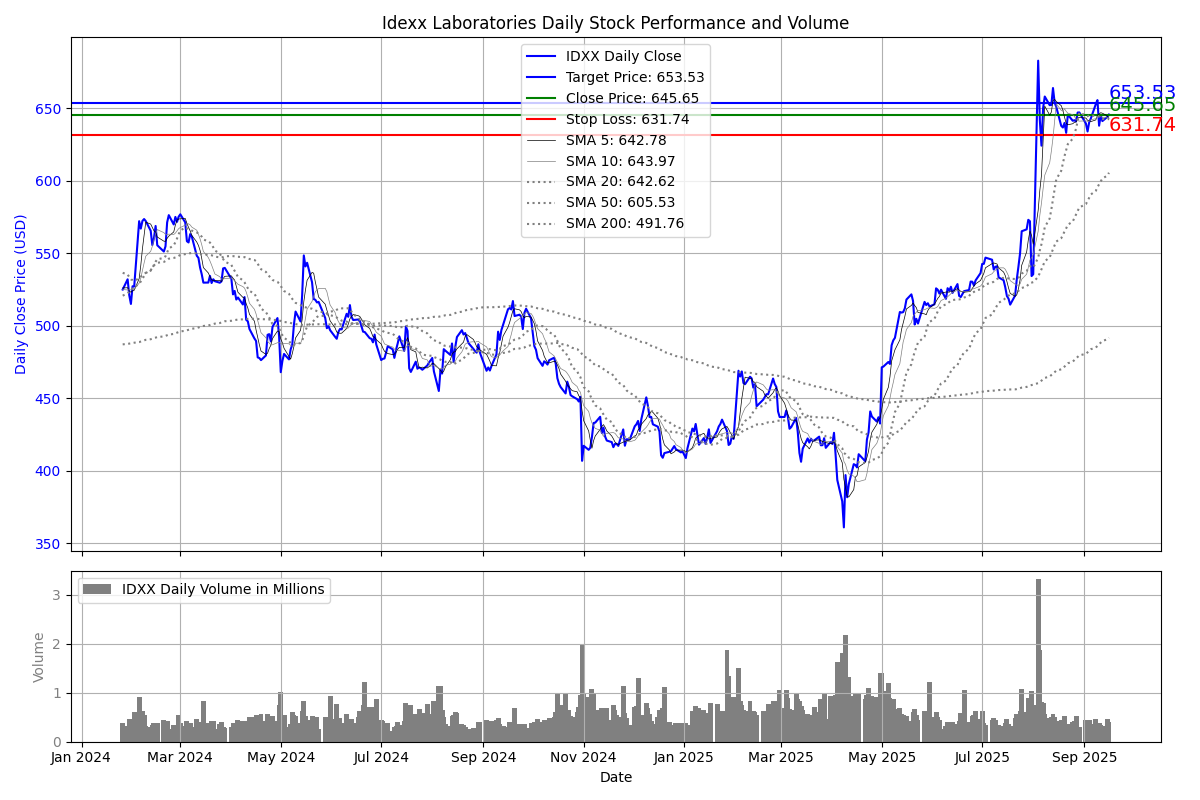 Idexx Laboratories Daily Stock Performance and Volume
IDXX Daily Close
Target Price: 653.53
Close Price: 645.65
Stop Loss: 631.74
SMA 5: 642.78
SMA 10: 643.97
SMA 20: 642.62
SMA 50: 605.53
SMA 200: 491.76
653.53
645.65
631.74
650
600
550
500
450
400
350
Daily Close Price (USD)
IDXX Daily Volume in Millions
3
2
1
0
Volume
Jan 2024 Mar 2024 May 2024 Jul 2024 Sep 2024 Nov 2024 Jan 2025 Mar 2025 May 2025 Jul 2025 Sep 2025
Date